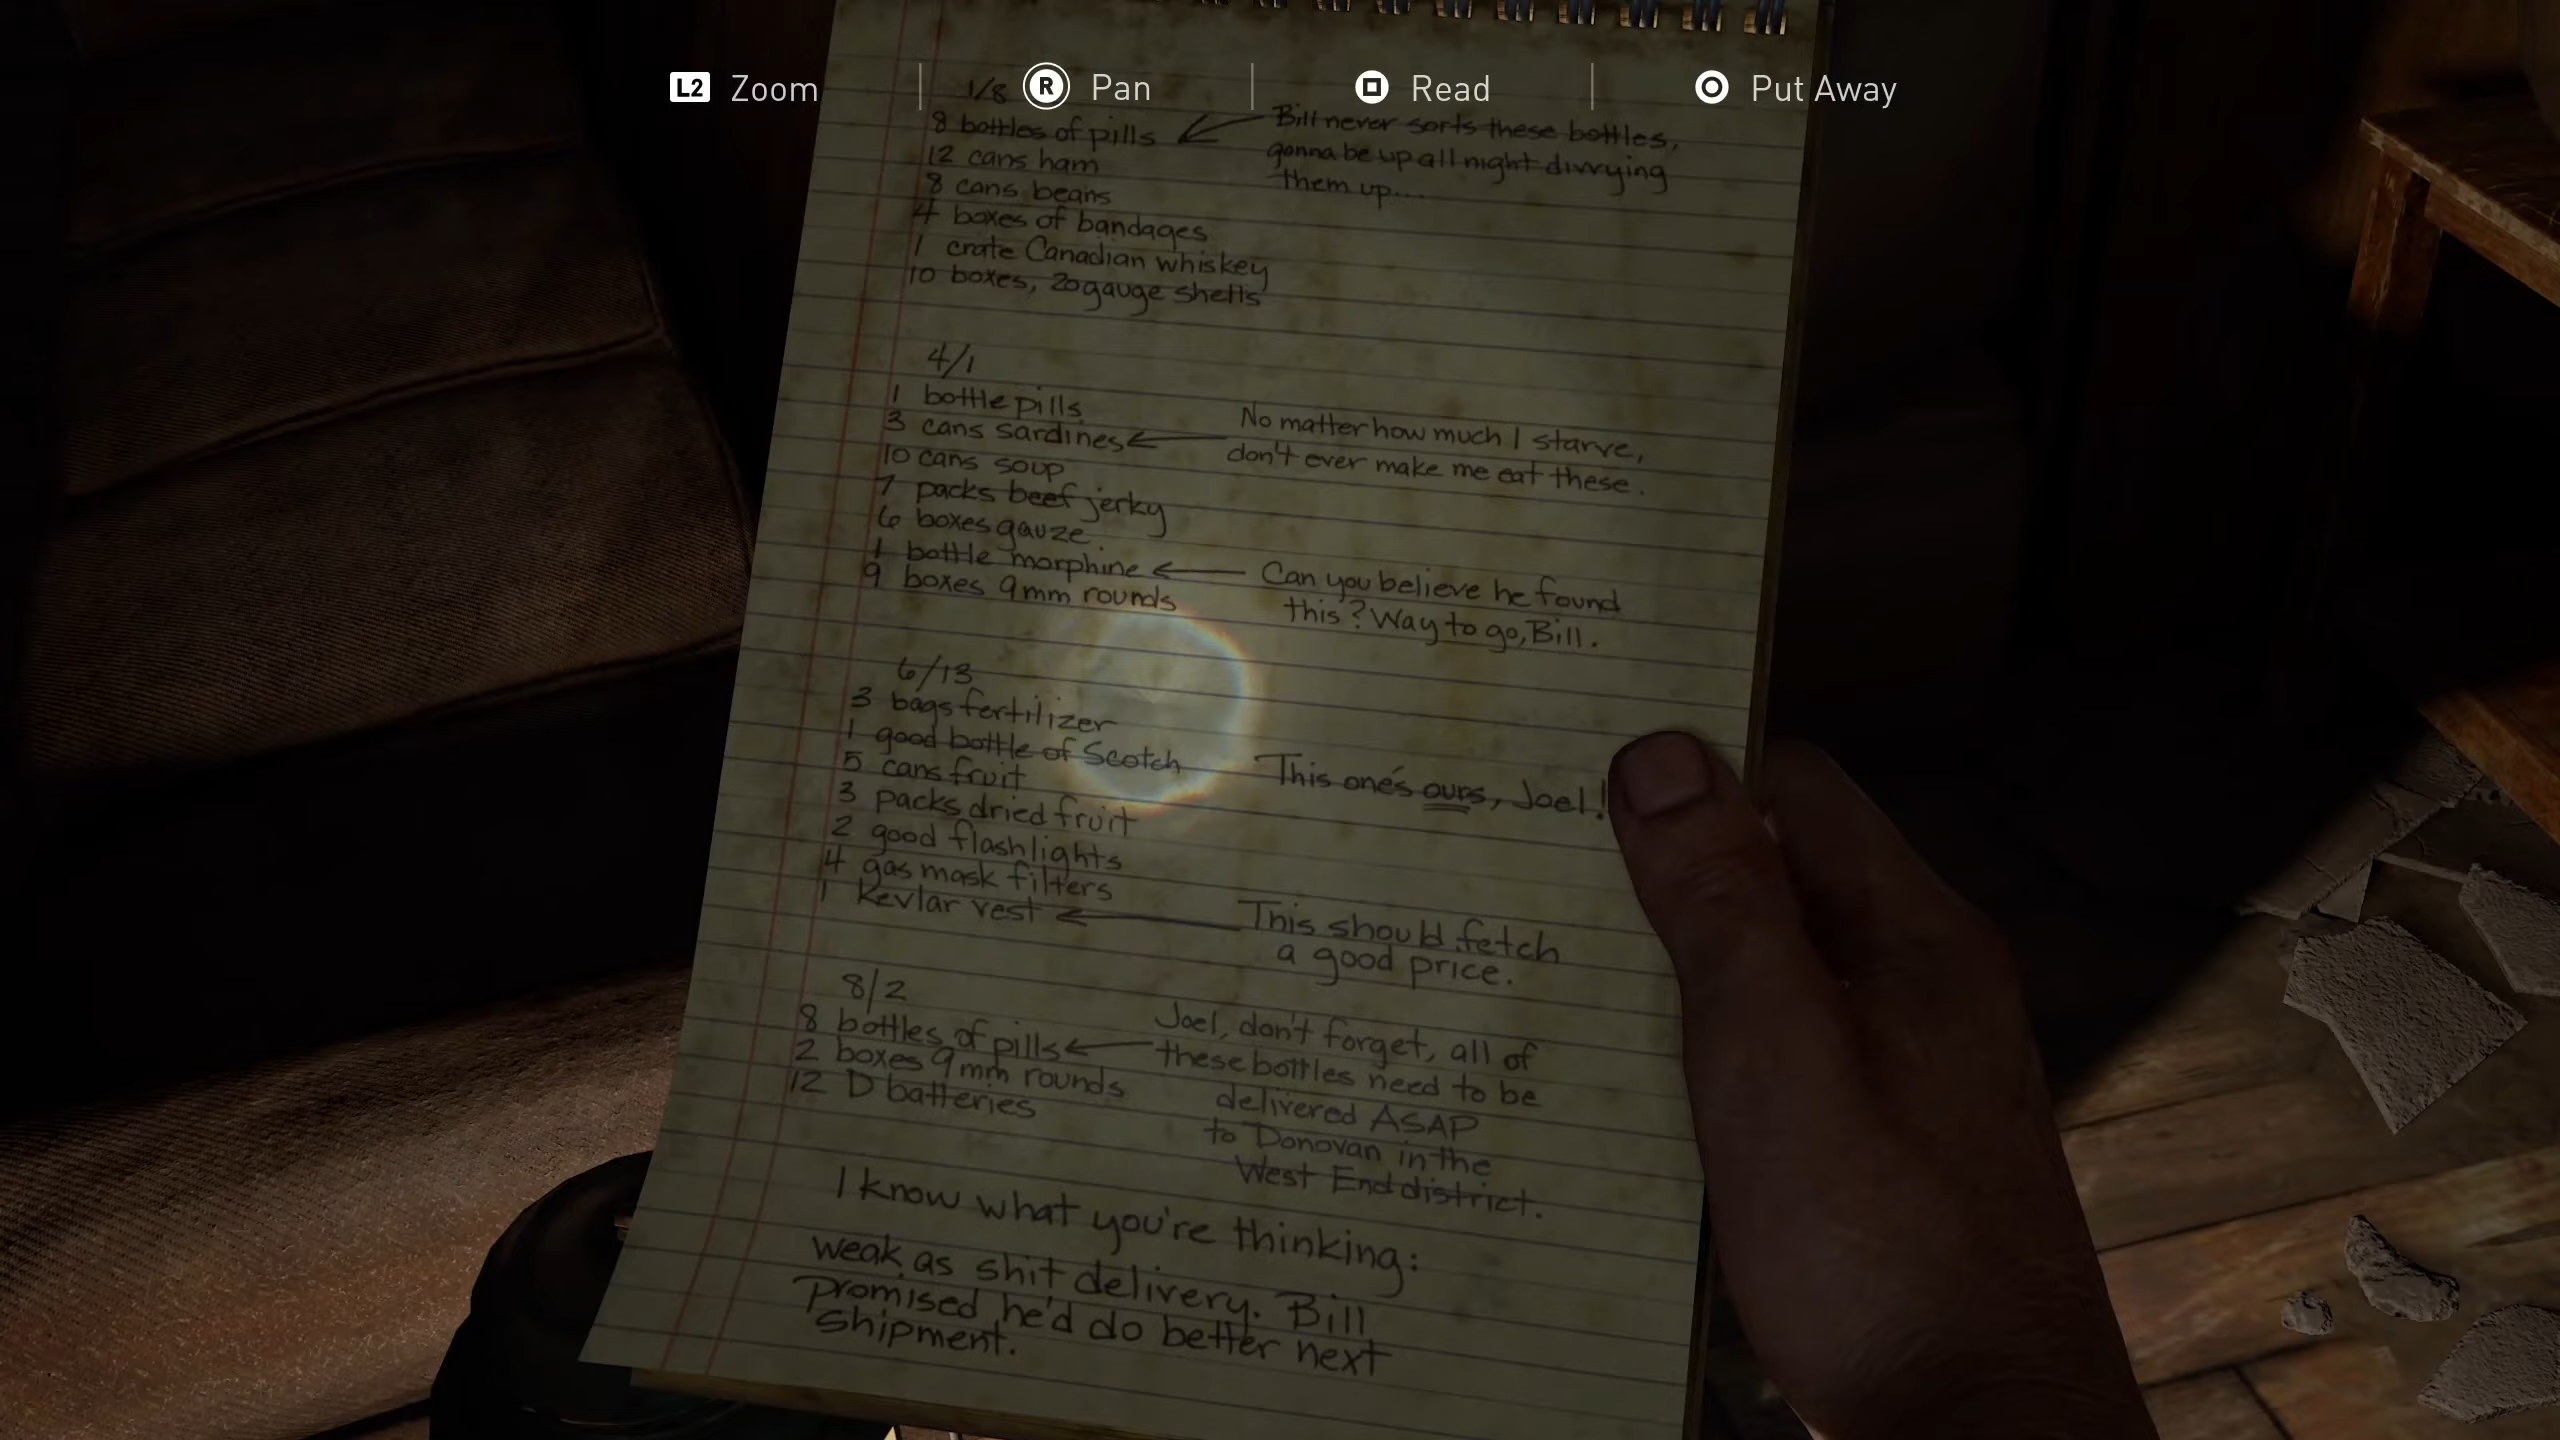 L2 Zoom
R Pan
Read
Put Away
1/8
8 bottles of pills
12 cans ham
8 cans beans
4 boxes of bandages
1 crate Canadian whiskey
10 boxes, 20gauge shells
Bill never sorts these bottles,
gonna be up all night divvying
them up...
4/1
1 bottle pills
3 cans sardines
10 cans soup
7 packs beef jerky
6 boxes gauze
1 bottle morphine
9 boxes 9mm rounds
No matter how much I starve,
don't ever make me eat these.
Can you believe he found
this? Way to go, Bill.
6/13
3 bags fertilizer
1 good bottle of Scotch
5 cans fruit
3 packs dried fruit
2 good flashlights
4 gas mask filters
1 Kevlar vest
This one's ours, Joel!
This should fetch
a good price.
8/2
8 bottles of pills
2 boxes 9mm rounds
12 D batteries
Joel, don't forget, all of
these bottles need to be
delivered ASAP
to Donovan in the
West End district.
I know what you're thinking:
weak as shit delivery. Bill
promised he'd do better next
shipment.